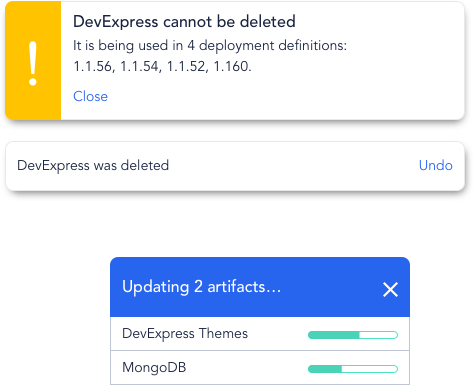 !
DevExpress cannot be deleted
It is being used in 4 deployment definitions:
1.1.56, 1.1.54, 1.1.52, 1.160.
Close
DevExpress was deleted Undo
Updating 2 artifacts...
DevExpress Themes
MongoDB